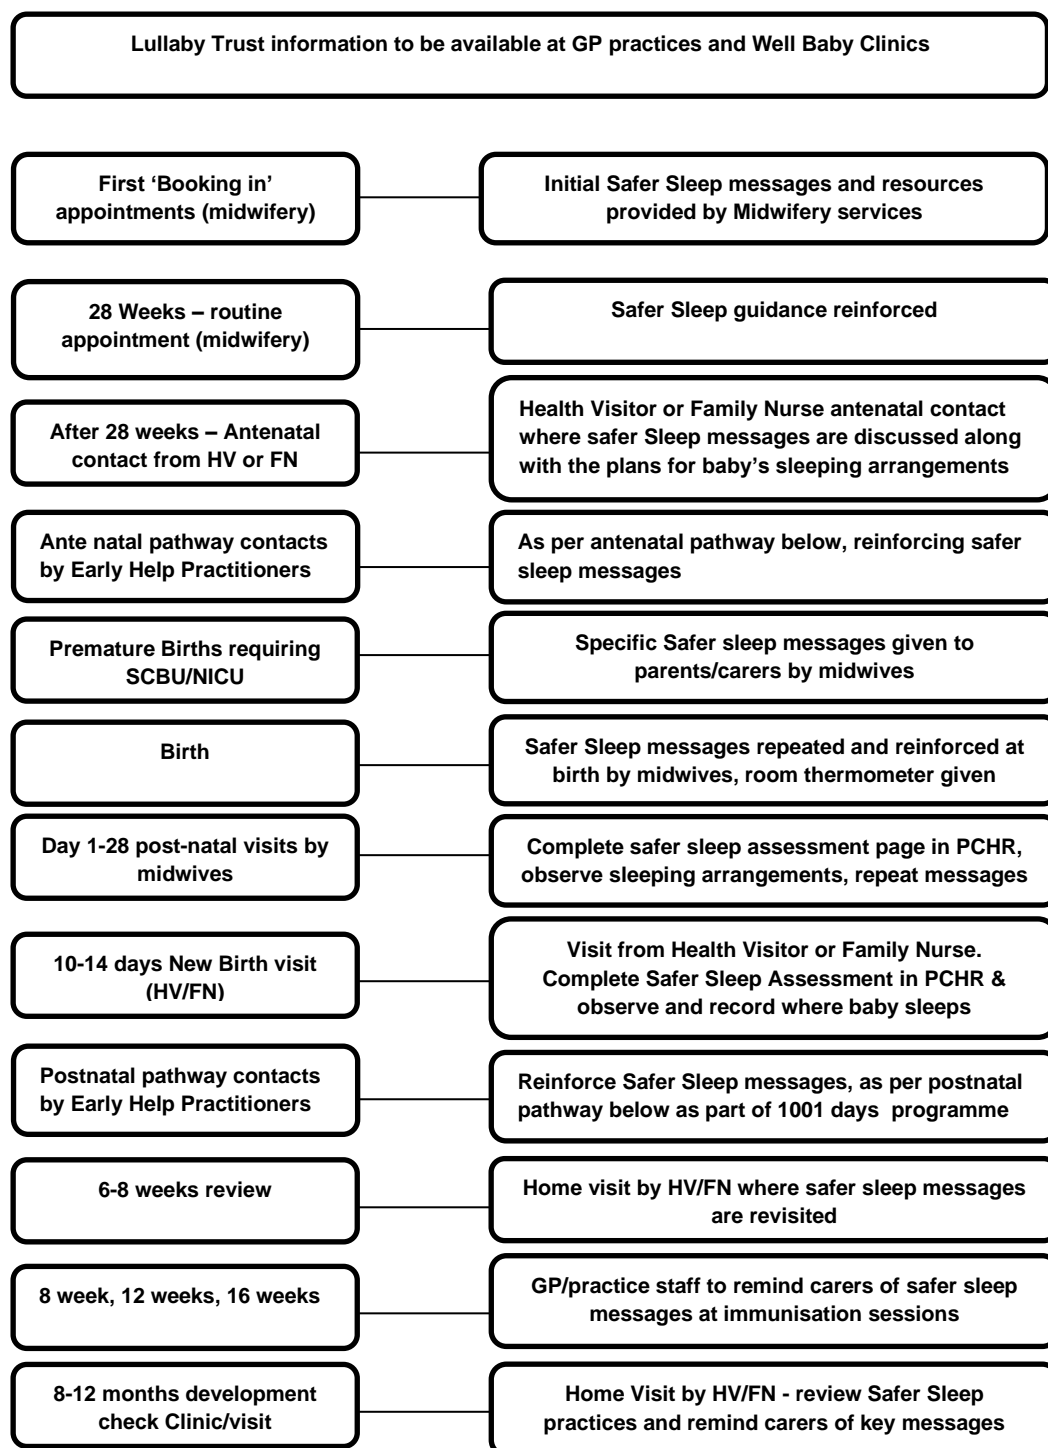 Lullaby Trust information to be available at GP practices and Well Baby Clinics
First ‘Booking in’
appointments (midwifery)
Initial Safer Sleep messages and resources
provided by Midwifery services
28 Weeks – routine
appointment (midwifery)
Safer Sleep guidance reinforced
After 28 weeks – Antenatal
contact from HV or FN
Health Visitor or Family Nurse antenatal contact
where safer Sleep messages are discussed along
with the plans for baby’s sleeping arrangements
Ante natal pathway contacts
by Early Help Practitioners
As per antenatal pathway below, reinforcing safer
sleep messages
Premature Births requiring
SCBU/NICU
Specific Safer sleep messages given to
parents/carers by midwives
Birth
Safer Sleep messages repeated and reinforced at
birth by midwives, room thermometer given
Day 1-28 post-natal visits by
midwives
Complete safer sleep assessment page in PCHR,
observe sleeping arrangements, repeat messages
10-14 days New Birth visit
(HV/FN)
Visit from Health Visitor or Family Nurse.
Complete Safer Sleep Assessment in PCHR &
observe and record where baby sleeps
Postnatal pathway contacts
by Early Help Practitioners
Reinforce Safer Sleep messages, as per postnatal
pathway below as part of 1001 days programme
6-8 weeks review
Home visit by HV/FN where safer sleep messages
are revisited
8 week, 12 weeks, 16 weeks
GP/practice staff to remind carers of safer sleep
messages at immunisation sessions
8-12 months development
check Clinic/visit
Home Visit by HV/FN - review Safer Sleep
practices and remind carers of key messages